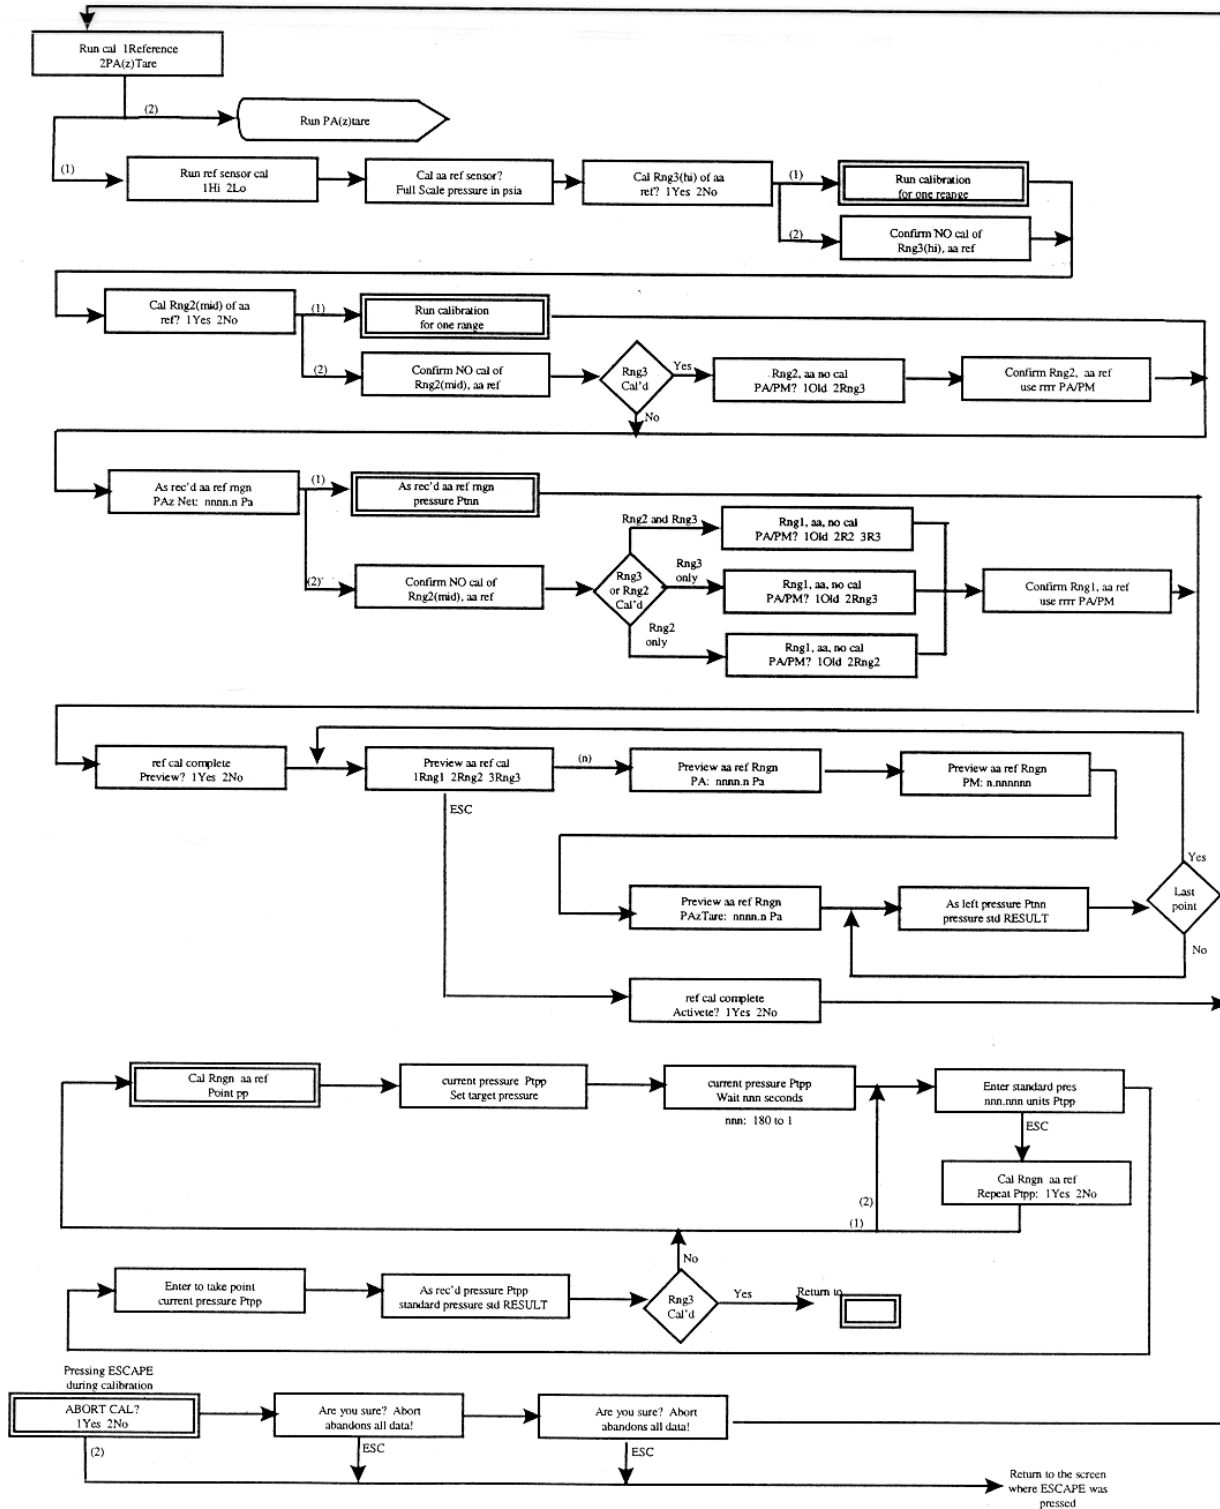 Run cal 1Reference
2PA(z)Tare
(2)
Run PA(z)tare
(1)
Run ref sensor cal
1Hi 2Lo
Cal aa ref sensor?
Full Scale pressure in psia
Cal Rng3(hi) of aa
ref? 1Yes 2No
(1)
Run calibration
for one reange
(2)
Confirm NO cal of
Rng3(hi), aa ref
Cal Rng2(mid) of aa
ref? 1Yes 2No
(1)
Run calibration
for one range
(2)
Confirm NO cal of
Rng2(mid), aa ref
Rng3
Cal'd
Yes
No
Rng2, aa no cal
PA/PM? 1Old 2Rng3
Confirm Rng2, aa ref
use rrrr PA/PM
As rec'd aa ref rngn
PAz Net: nnnn.n Pa
(1)
As rec'd aa ref rngn
pressure Ptnn
(2)
Confirm NO cal of
Rng2(mid), aa ref
Rng3
or Rng2
Cal'd
Rng2 and Rng3
Rng1, aa, no cal
PA/PM? 1Old 2R2 3R3
Rng3
only
Rng1, aa, no cal
PA/PM? 1Old 2Rng3
Rng2
only
Rng1, aa, no cal
PA/PM? 1Old 2Rng2
Confirm Rng1, aa ref
use rrrr PA/PM
ref cal complete
Preview? 1Yes 2No
Preview aa ref cal
1Rng1 2Rng2 3Rng3
(n)
Preview aa ref Rngn
PA: nnnn.n Pa
Preview aa ref Rngn
PM: n.nnnnnn
ESC
Preview aa ref Rngn
PAzTare: nnnn.n Pa
As left pressure Ptnn
pressure std RESULT
Last
point
Yes
No
ref cal complete
Activete? 1Yes 2No
Cal Rngn aa ref
Point pp
current pressure Ptpp
Set target pressure
current pressure Ptpp
Wait nnn seconds
nnn: 180 to 1
Enter standard pres
nnn.nnn units Ptpp
ESC
Cal Rngn aa ref
Repeat Ptpp: 1Yes 2No
(2)
(1)
Enter to take point
current pressure Ptpp
As rec'd pressure Ptpp
standard pressure std RESULT
No
Rng3
Cal'd
Yes
Return to
Pressing ESCAPE
during calibration
ABORT CAL?
1Yes 2No
(2)
Are you sure? Abort
abandons all data!
ESC
Are you sure? Abort
abandons all data!
ESC
Return to the screen
where ESCAPE was
pressed